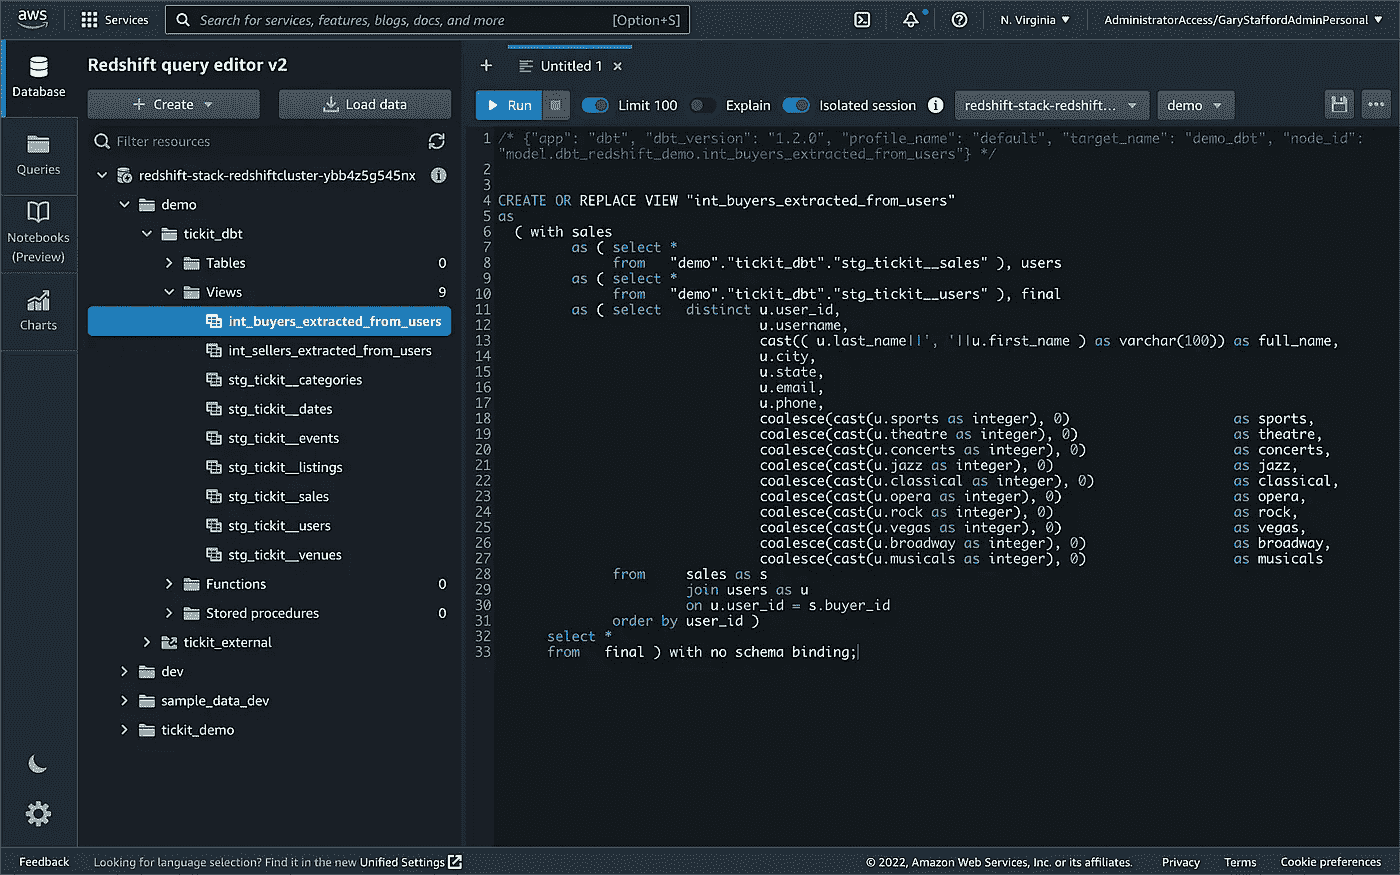 aws
Services
Search for services, features, blogs, docs, and more [Option+S]
N. Virginia
AdministratorAccess/GaryStaffordAdminPersonal
Database
Queries
Notebooks
(Preview)
Charts
Redshift query editor v2
+ Create
Load data
Filter resources
redshift-stack-redshiftcluster-ybb4z5g545nx
demo
tickit_dbt
Tables 0
Views 9
int_buyers_extracted_from_users
int_sellers_extracted_from_users
stg_tickit__categories
stg_tickit__dates
stg_tickit__events
stg_tickit__listings
stg_tickit__sales
stg_tickit__users
stg_tickit__venues
Functions 0
Stored procedures 0
tickit_external
dev
sample_data_dev
tickit_demo
+ Untitled 1 ×
Run Limit 100 Explain Isolated session redshift-stack-redshift... demo
1 /* {"app": "dbt", "dbt_version": "1.2.0", "profile_name": "default", "target_name": "demo_dbt", "node_id":
"model.dbt_redshift_demo.int_buyers_extracted_from_users"} */
2
3
4 CREATE OR REPLACE VIEW "int_buyers_extracted_from_users"
5 as
6 ( with sales
7 as ( select *
8 from "demo"."tickit_dbt"."stg_tickit__sales" ), users
9 as ( select *
10 from "demo"."tickit_dbt"."stg_tickit__users" ), final
11 as ( select distinct u.user_id,
12 u.username,
13 cast(( u.last_name||', '||u.first_name ) as varchar(100)) as full_name,
14 u.city,
15 u.state,
16 u.email,
17 u.phone,
18 coalesce(cast(u.sports as integer), 0) as sports,
19 coalesce(cast(u.theatre as integer), 0) as theatre,
20 coalesce(cast(u.concerts as integer), 0) as concerts,
21 coalesce(cast(u.jazz as integer), 0) as jazz,
22 coalesce(cast(u.classical as integer), 0) as classical,
23 coalesce(cast(u.opera as integer), 0) as opera,
24 coalesce(cast(u.rock as integer), 0) as rock,
25 coalesce(cast(u.vegas as integer), 0) as vegas,
26 coalesce(cast(u.broadway as integer), 0) as broadway,
27 coalesce(cast(u.musicals as integer), 0) as musicals
28 from sales as s
29 join users as u
30 on u.user_id = s.buyer_id
31 order by user_id )
32 select *
33 from final ) with no schema binding;
Feedback Looking for language selection? Find it in the new Unified Settings © 2022, Amazon Web Services, Inc. or its affiliates. Privacy Terms Cookie preferences